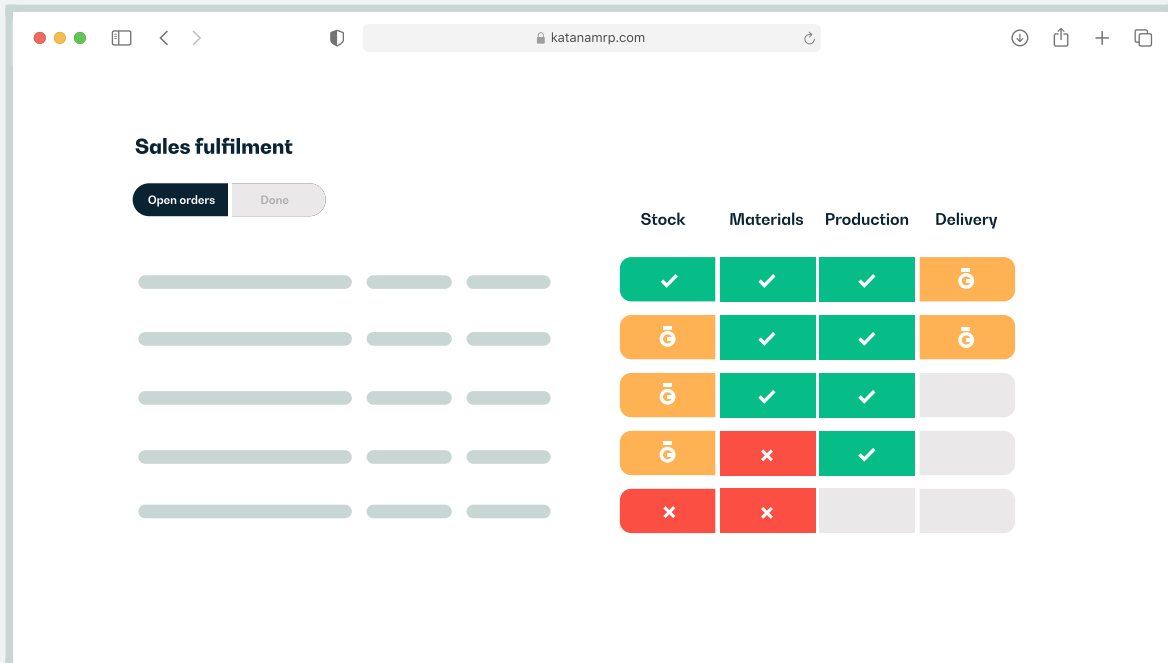 katanamrp.com
Sales fulfilment
Open orders
Done
Stock
Materials
Production
Delivery